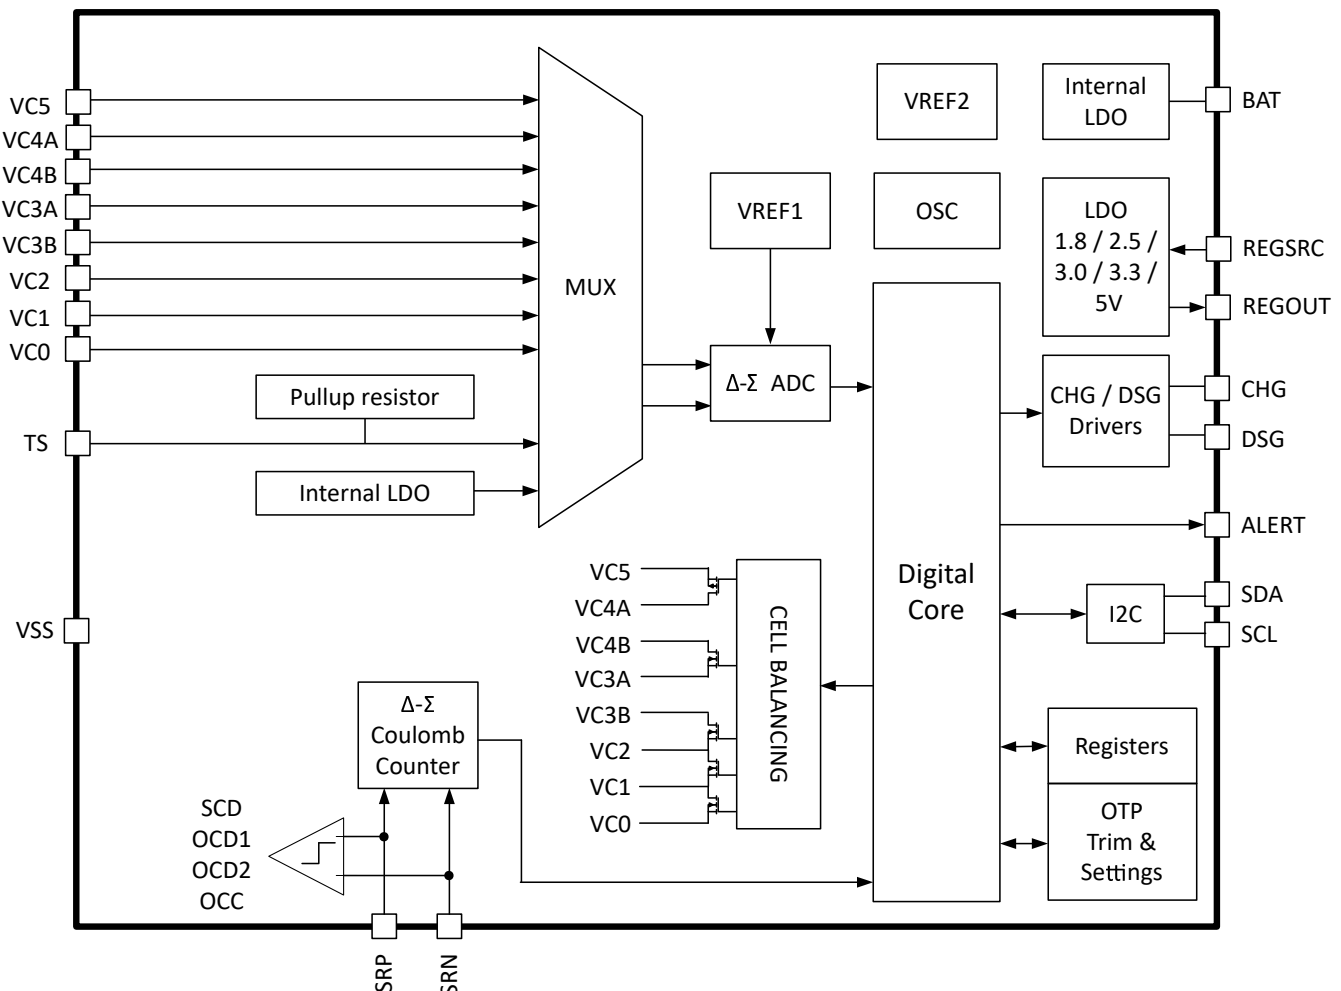 VC5
VC4A
VC4B
VC3A
VC3B
VC2
VC1
VC0
TS
VSS
Pullup resistor
Internal LDO
MUX
VREF1
Δ-Σ ADC
VREF2
OSC
Internal
LDO
BAT
LDO
1.8 / 2.5 /
3.0 / 3.3 /
5V
REGSRC
REGOUT
CHG / DSG
Drivers
CHG
DSG
ALERT
Digital
Core
I2C
SDA
SCL
VC5
VC4A
VC4B
VC3A
VC3B
VC2
VC1
VC0
CELL BALANCING
Registers
OTP
Trim &
Settings
Δ-Σ
Coulomb
Counter
SCD
OCD1
OCD2
OCC
SRP
SRN